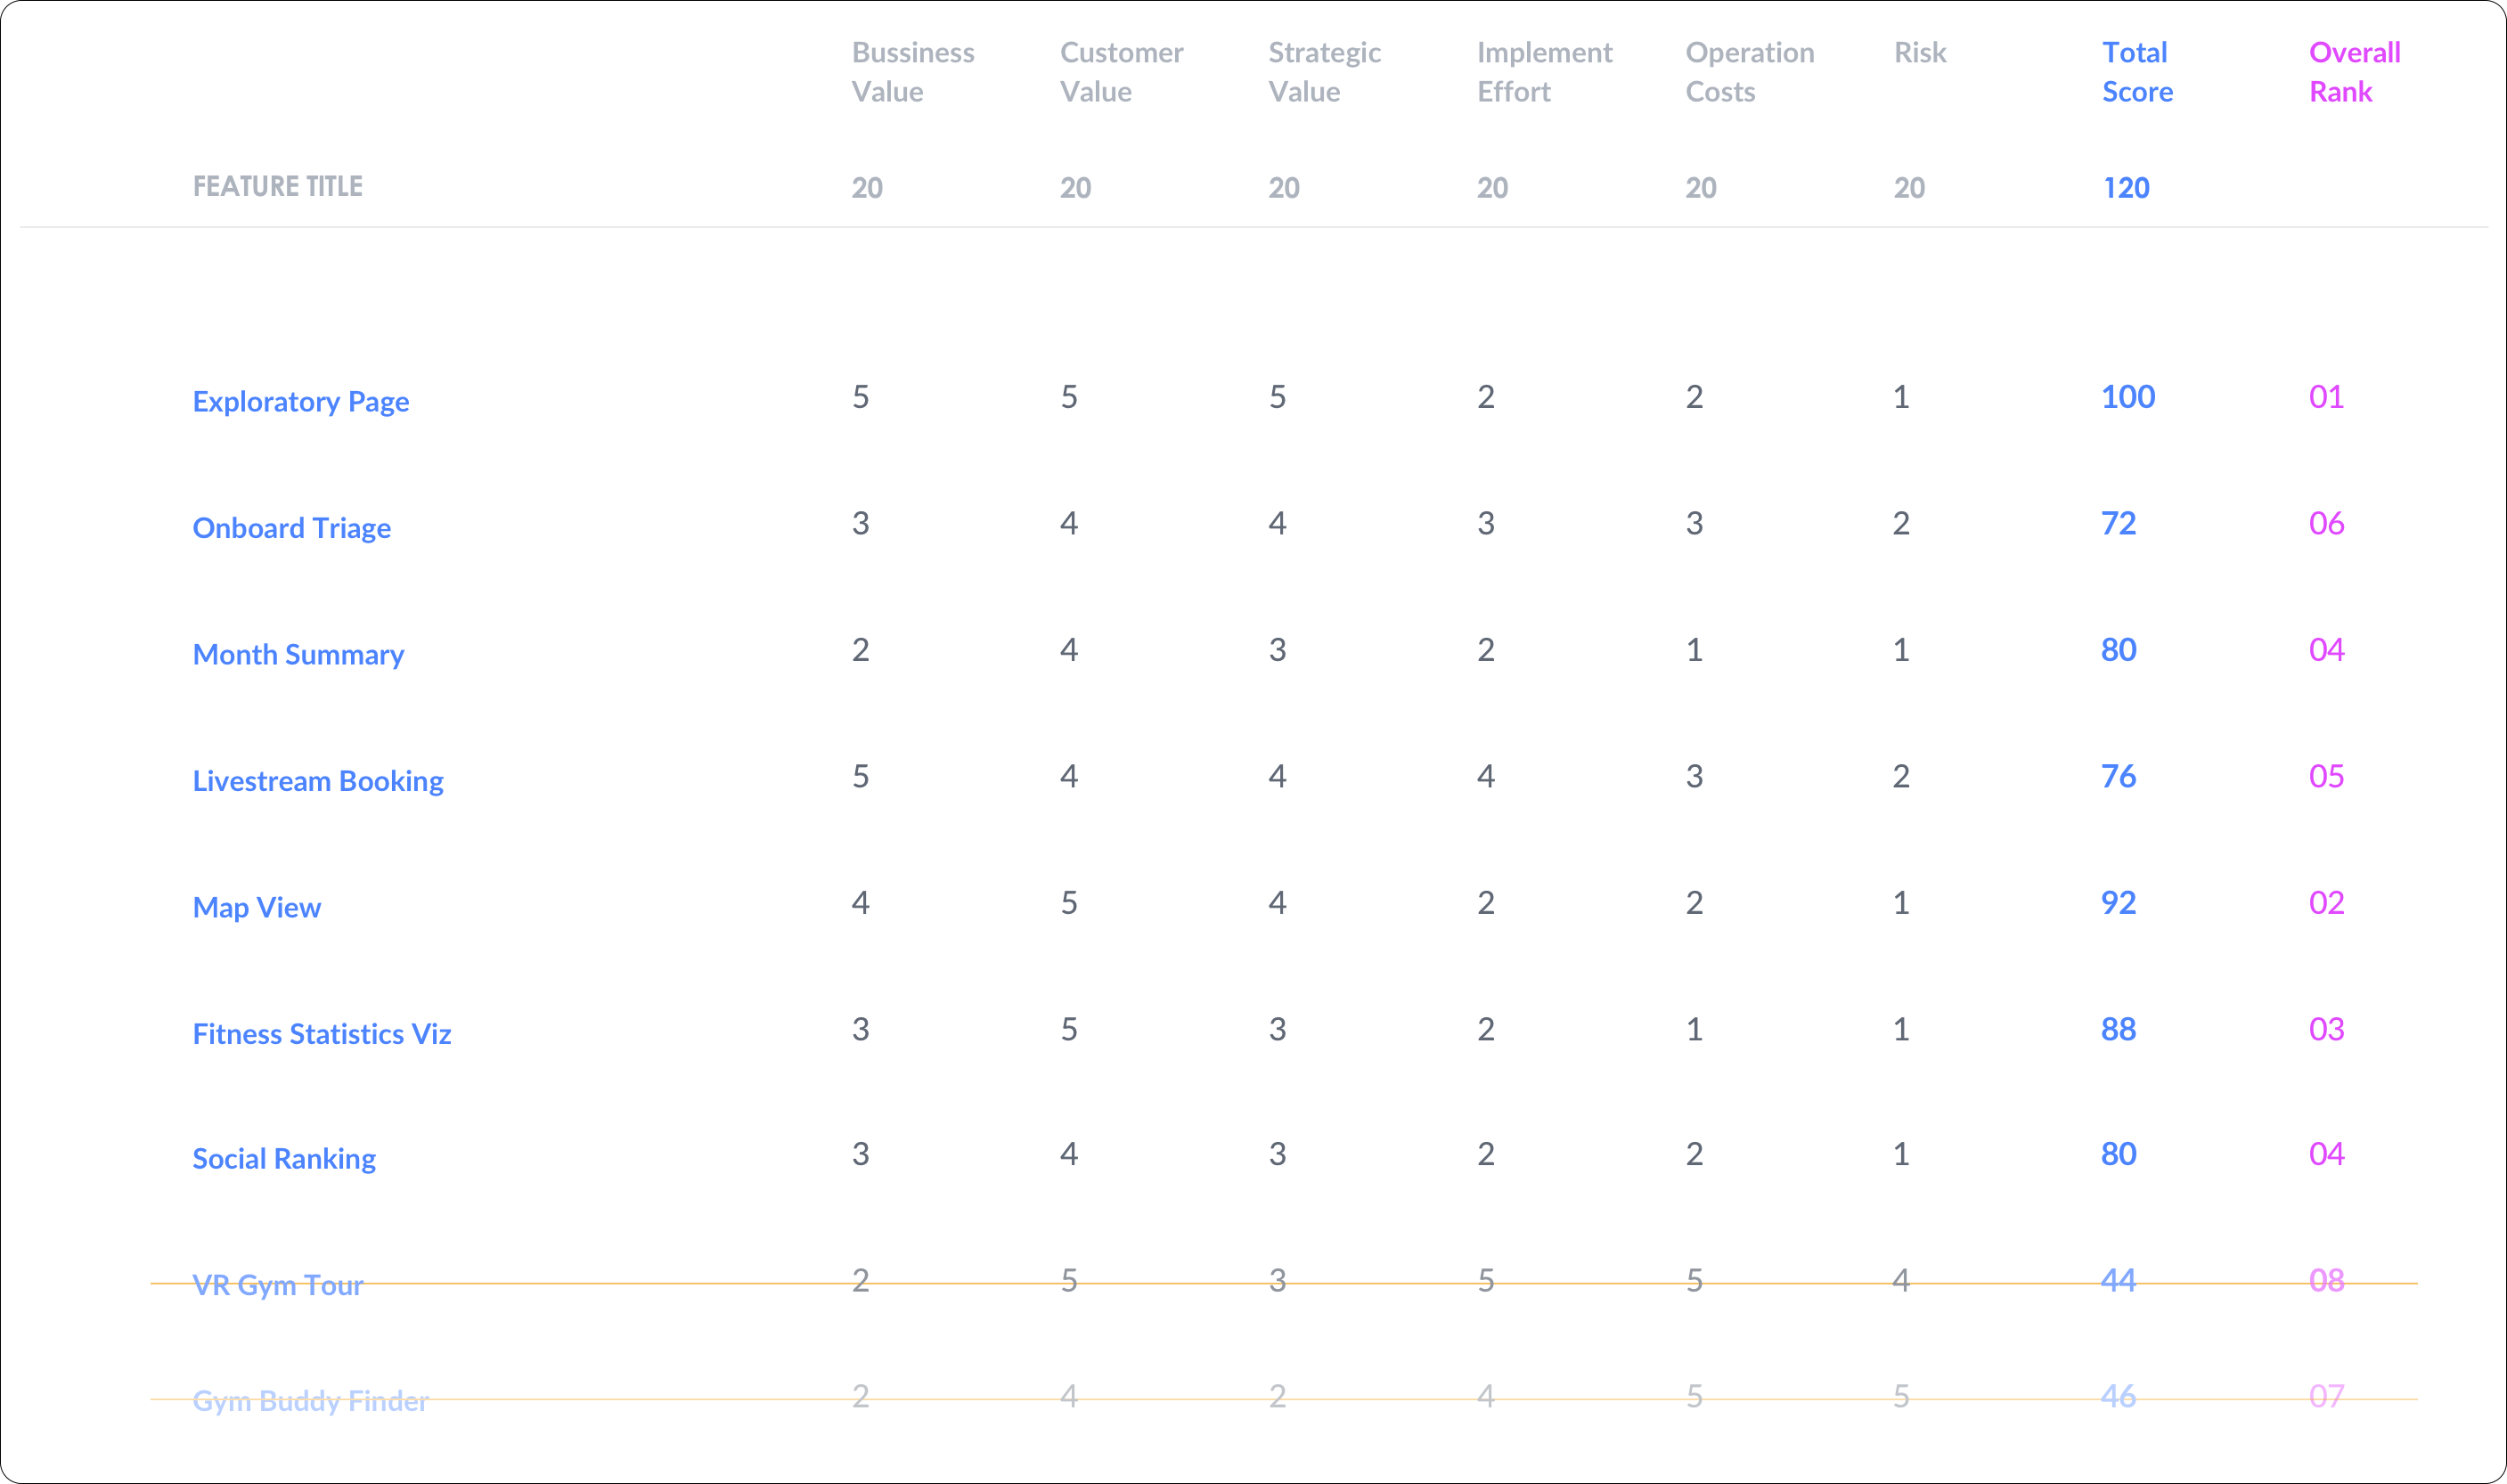 Bussiness Value Customer Value Strategic Value Implement Effort Operation Costs Risk Total Score Overall Rank
FEATURE TITLE 20 20 20 20 20 20 120
Exploratory Page 5 5 5 2 2 1 100 01
Onboard Triage 3 4 4 3 3 2 72 06
Month Summary 2 4 3 2 1 1 80 04
Livestream Booking 5 4 4 4 3 2 76 05
Map View 4 5 4 2 2 1 92 02
Fitness Statistics Viz 3 5 3 2 1 1 88 03
Social Ranking 3 4 3 2 2 1 80 04
VR Gym Tour 2 5 3 5 5 4 44 08
Gym Buddy Finder 2 4 2 4 5 5 46 07